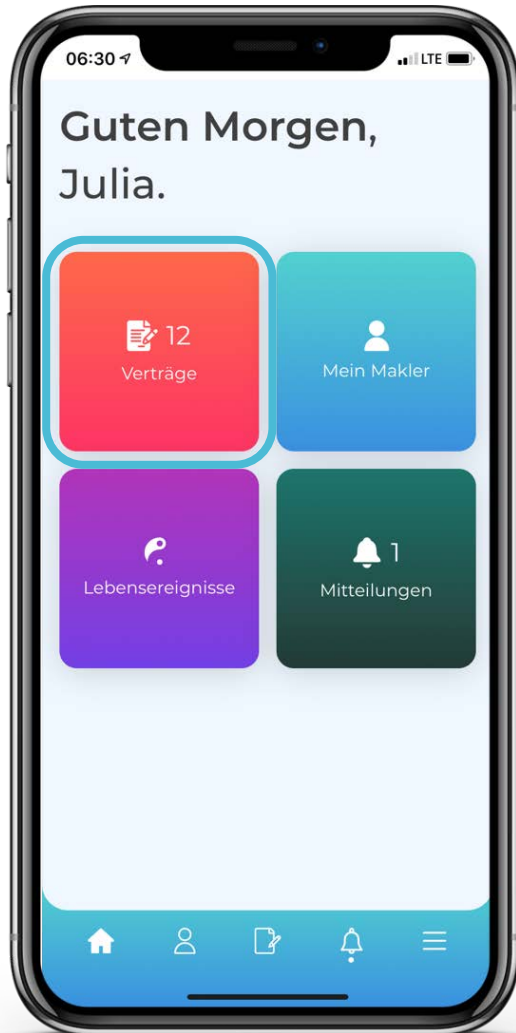 06:30
LTE
Guten Morgen,
Julia.
12
Verträge
Mein Makler
Lebensereignisse
1
Mitteilungen